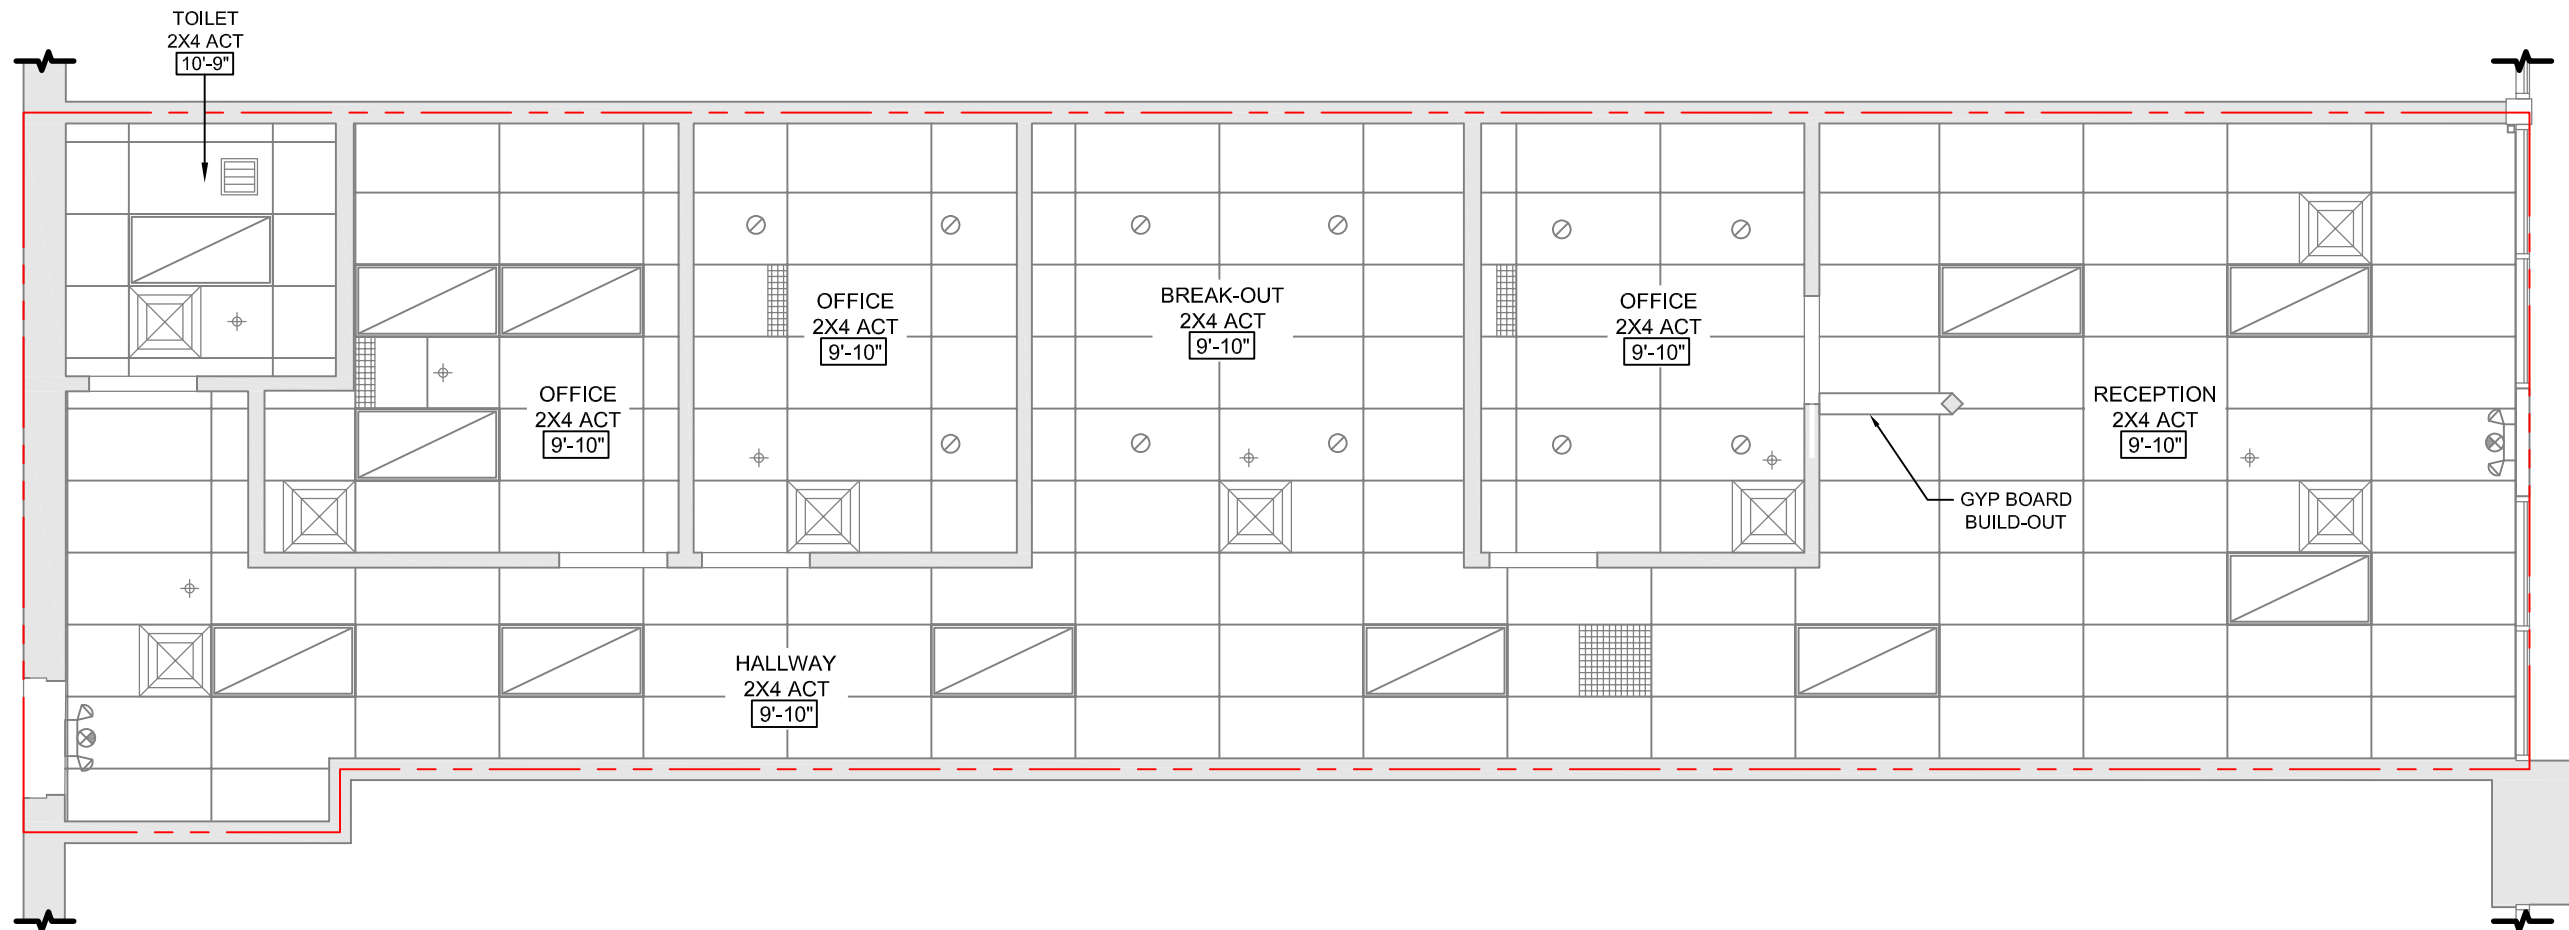 TOILET
2X4 ACT
10'-9"
OFFICE
2X4 ACT
9'-10"
OFFICE
2X4 ACT
9'-10"
BREAK-OUT
2X4 ACT
9'-10"
OFFICE
2X4 ACT
9'-10"
RECEPTION
2X4 ACT
9'-10"
GYP BOARD
BUILD-OUT
HALLWAY
2X4 ACT
9'-10"